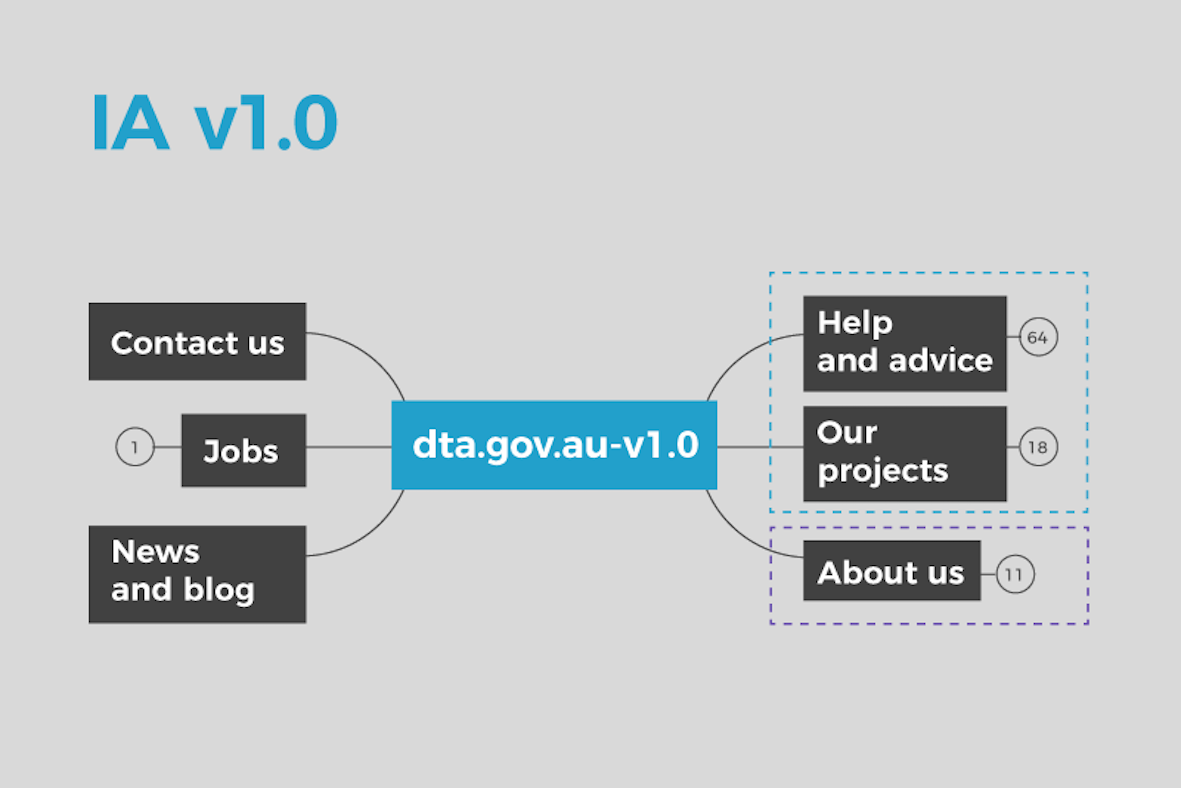 IA v1.0
Contact us
1
Jobs
News
and blog
dta.gov.au-v1.0
Help
and advice
64
Our
projects
18
About us
11